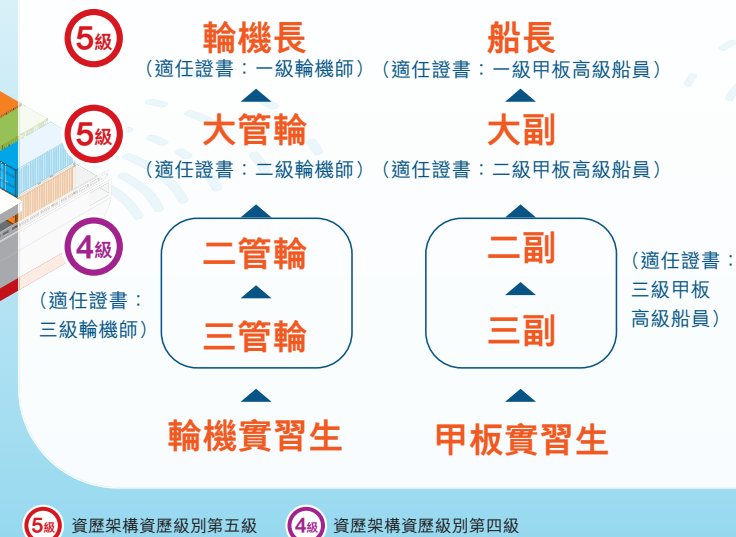 5級 輪機長 船長
（適任證書：一級輪機師） （適任證書：一級甲板高級船員）
5級 大管輪 大副
（適任證書：二級輪機師） （適任證書：二級甲板高級船員）
4級 二管輪 二副
（適任證書：
三級輪機師）
三管輪 三副
（適任證書：
三級甲板
高級船員）
輪機實習生 甲板實習生
5級 資歷架構資歷級別第五級 4級 資歷架構資歷級別第四級